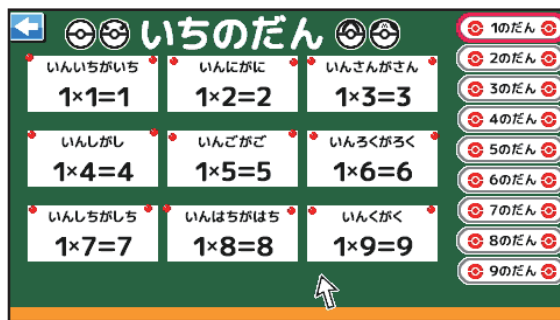 いちのだん
いんいちがいち
1×1=1
いんにがに
1×2=2
いんさんがさん
1×3=3
いんしがし
1×4=4
いんごがご
1×5=5
いんろくがろく
1×6=6
いんしちがしち
1×7=7
いんはちがはち
1×8=8
いんくがく
1×9=9
1のだん
2のだん
3のだん
4のだん
5のだん
6のだん
7のだん
8のだん
9のだん